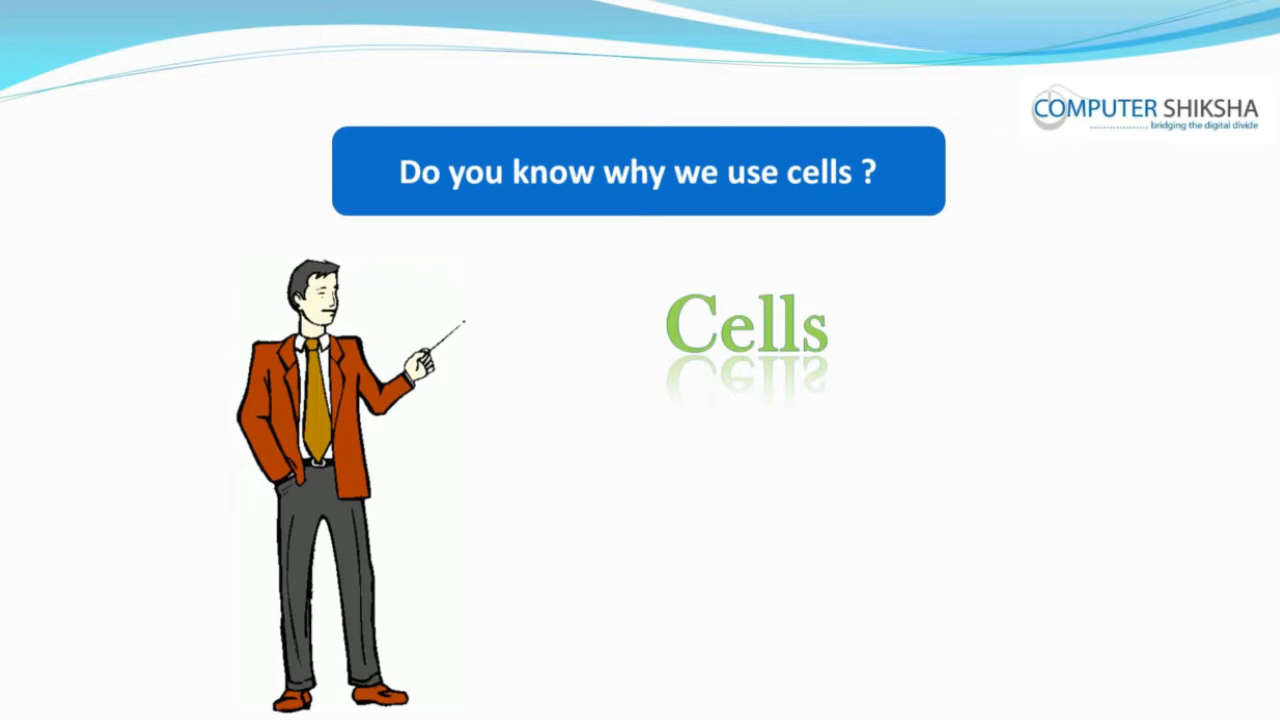 COMPUTER SHIKSHA
bridging the digital divide
Do you know why we use cells ?
Cells